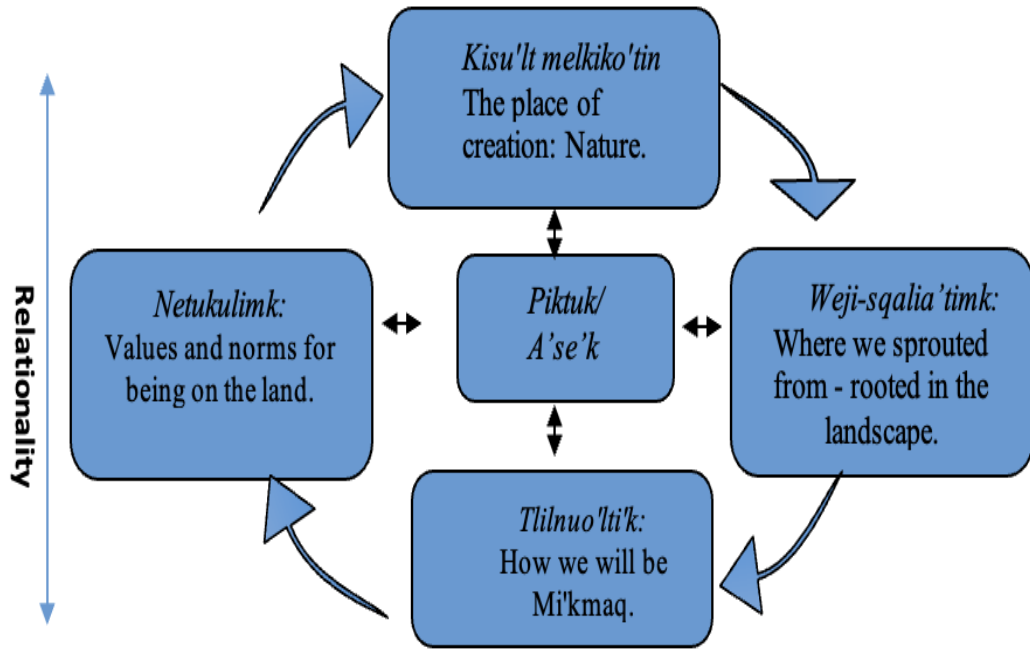 Kisu'lt melkiko'tin
The place of
creation: Nature.
Relationality
Netukulimk:
Values and norms for
being on the land.
Piktuk/
A’se’k
Weji-sqalia’timk:
Where we sprouted
from - rooted in the
landscape.
Tlilnuo'lti'k:
How we will be
Mi'kmaq.